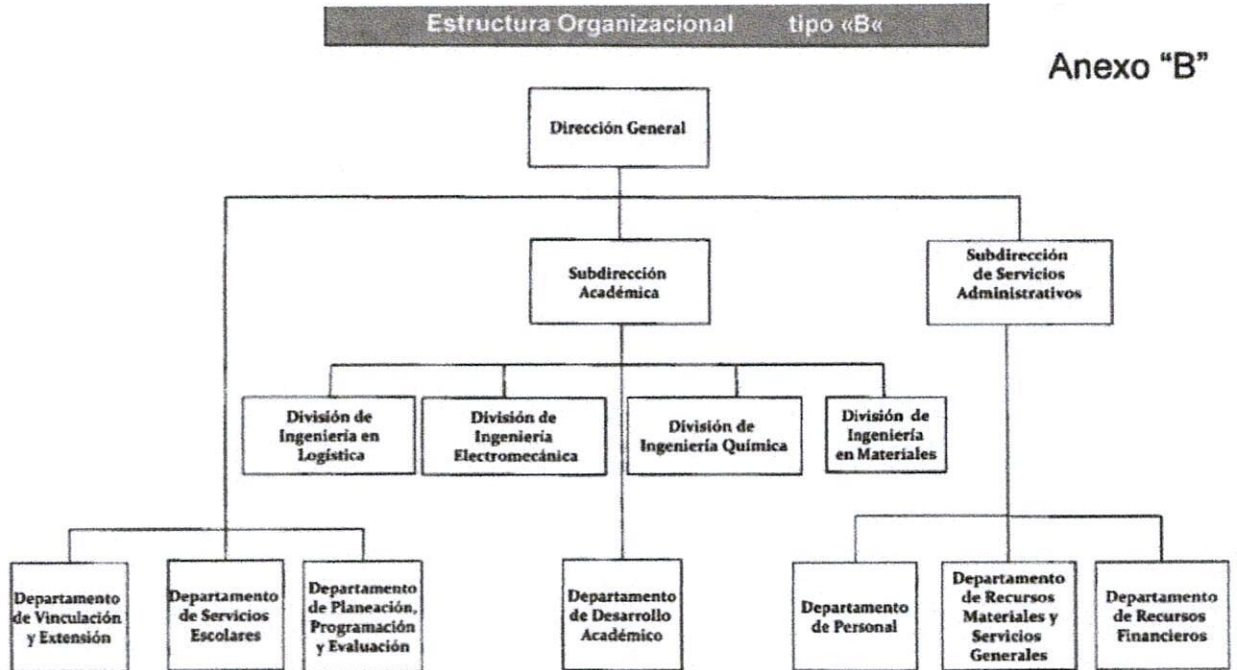 Estructura Organizacional tipo «B«
Anexo “B”
Dirección General
Subdirección
Académica
Subdirección
de Servicios
Administrativos
División de
Ingeniería en
Logística
División de
Ingeniería
Electromecánica
División de
Ingeniería Química
División de
Ingeniería
en Materiales
Departamento
de Vinculación
y Extensión
Departamento
de Servicios
Escolares
Departamento
de Planeación,
Programación
y Evaluación
Departamento
de Desarrollo
Académico
Departamento
de Personal
Departamento
de Recursos
Materiales y
Servicios
Generales
Departamento
de Recursos
Financieros